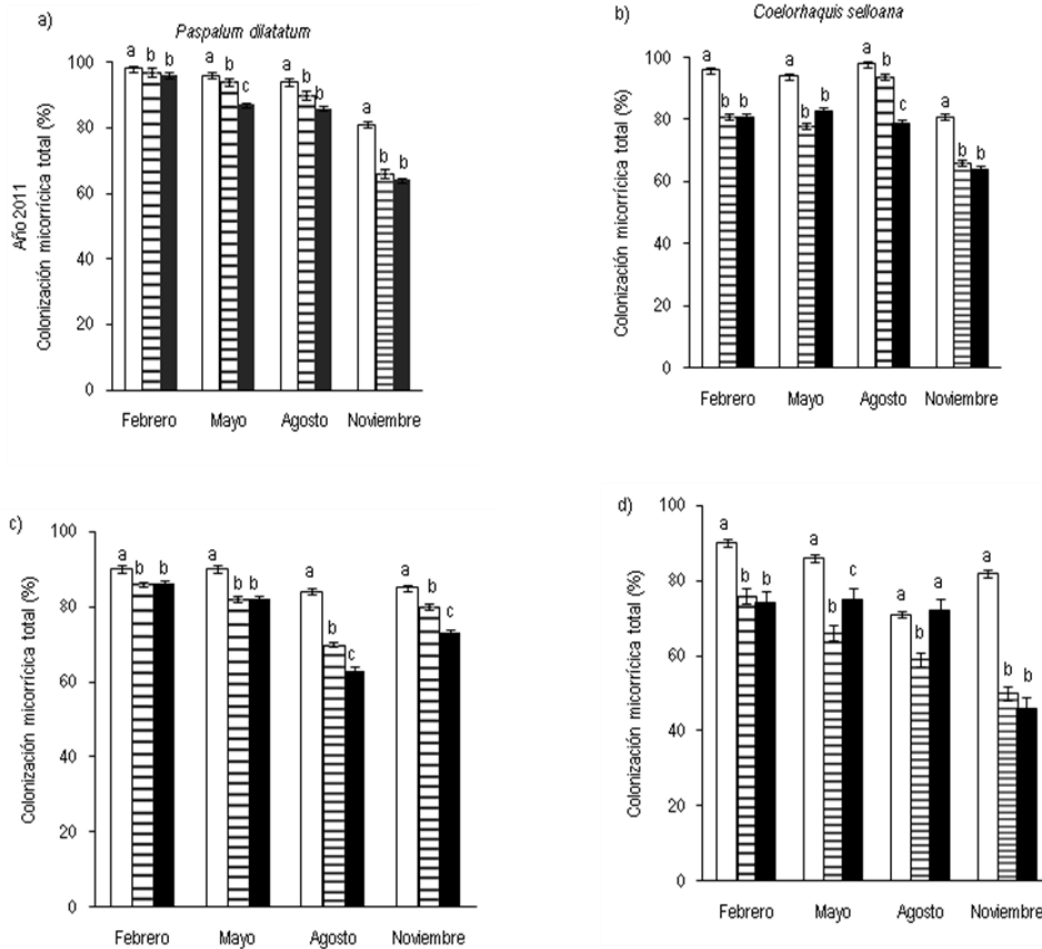 a)
Paspalum dilatatum
Año 2011
Colonización micorrícica total (%)
100
80
60
40
20
0
a b b
a b c
a b b
a b b
Febrero Mayo Agosto Noviembre
b)
Coelorhaquis selloana
Colonización micorrícica total (%)
100
80
60
40
20
0
a b b
a b b
a b c
a b b
Febrero Mayo Agosto Noviembre
c)
Colonización micorrícica total (%)
100
80
60
40
20
0
a b b
a b b
a b c
a b c
Febrero Mayo Agosto Noviembre
d)
Colonización micorrícica total (%)
100
80
60
40
20
0
a b b
a b c
a b a
a b b
Febrero Mayo Agosto Noviembre